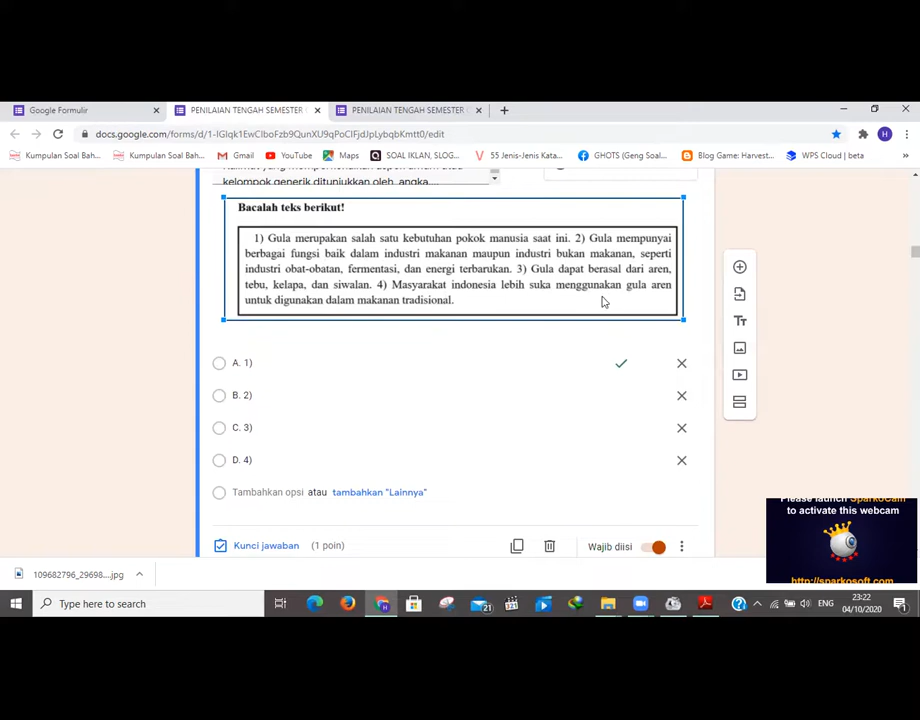 Google Formulir
PENILAIAN TENGAH SEMESTER
PENILAIAN TENGAH SEMESTER
docs.google.com/forms/d/1-IGIqk1EwCIboFzb9QunXU9qPoCIFjdJpLybqbKmtt0/edit
Kumpulan Soal Bah...
Kumpulan Soal Bah...
Gmail
YouTube
Maps
SOAL IKLAN, SLOG...
55 Jenis-Jenis Kata...
GHOTS (Geng Soal...
Blog Game: Harvest...
WPS Cloud | beta
kelompok generik ditunjukkan oleh angka....
Bacalah teks berikut!
1) Gula merupakan salah satu kebutuhan pokok manusia saat ini. 2) Gula mempunyai
berbagai fungsi baik dalam industri makanan maupun industri bukan makanan, seperti
industri obat-obatan, fermentasi, dan energi terbarukan. 3) Gula dapat berasal dari aren,
tebu, kelapa, dan siwalan. 4) Masyarakat indonesia lebih suka menggunakan gula aren
untuk digunakan dalam makanan tradisional.
A. 1)
B. 2)
C. 3)
D. 4)
Tambahkan opsi atau tambahkan "Lainnya"
Kunci jawaban (1 poin)
Wajib diisi
Please launch SparkoCam
to activate this webcam
http://sparkosoft.com
109682796_29698....jpg
Type here to search
21
ENG
23:22
04/10/2020